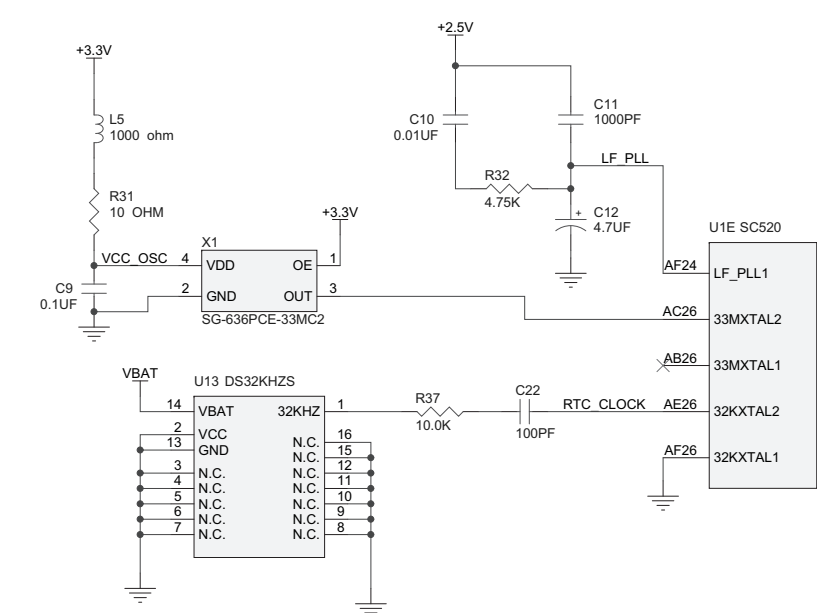 +2.5V
+3.3V
C10
0.01UF
C11
1000PF
L5
1000 ohm
LF_PLL
R32
4.75K
R31
10 OHM
C12
4.7UF
+3.3V
U1E SC520
X1
VCC_OSC 4 VDD OE 1
AF24 LF_PLL1
C9
0.1UF
2 GND OUT 3
SG-636PCE-33MC2
AC26 33MXTAL2
AB26 33MXTAL1
VBAT
U13 DS32KHZS
R37
10.0K
C22
100PF
RTC_CLOCK AE26 32KXTAL2
14 VBAT 32KHZ 1
2 VCC
13 GND
N.C. 16
N.C. 15
3 N.C. N.C. 12
4 N.C. N.C. 11
5 N.C. N.C. 10
6 N.C. N.C. 9
7 N.C. N.C. 8
AF26 32KXTAL1